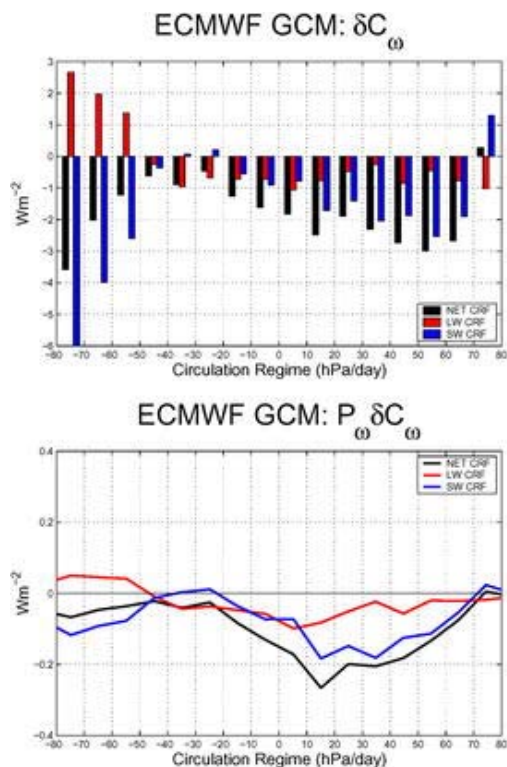 ECMWF GCM: δCω
3
2
1
0
−1
−2
−3
−4
−5
−6
Wm−2
−80 −70 −60 −50 −40 −30 −20 −10 0 10 20 30 40 50 60 70 80
Circulation Regime (hPa/day)
NET CRF
LW CRF
SW CRF
ECMWF GCM: PωδCω
0.4
0.2
0
−0.2
−0.4
Wm−2
−80 −70 −60 −50 −40 −30 −20 −10 0 10 20 30 40 50 60 70 80
Circulation Regime (hPa/day)
NET CRF
LW CRF
SW CRF